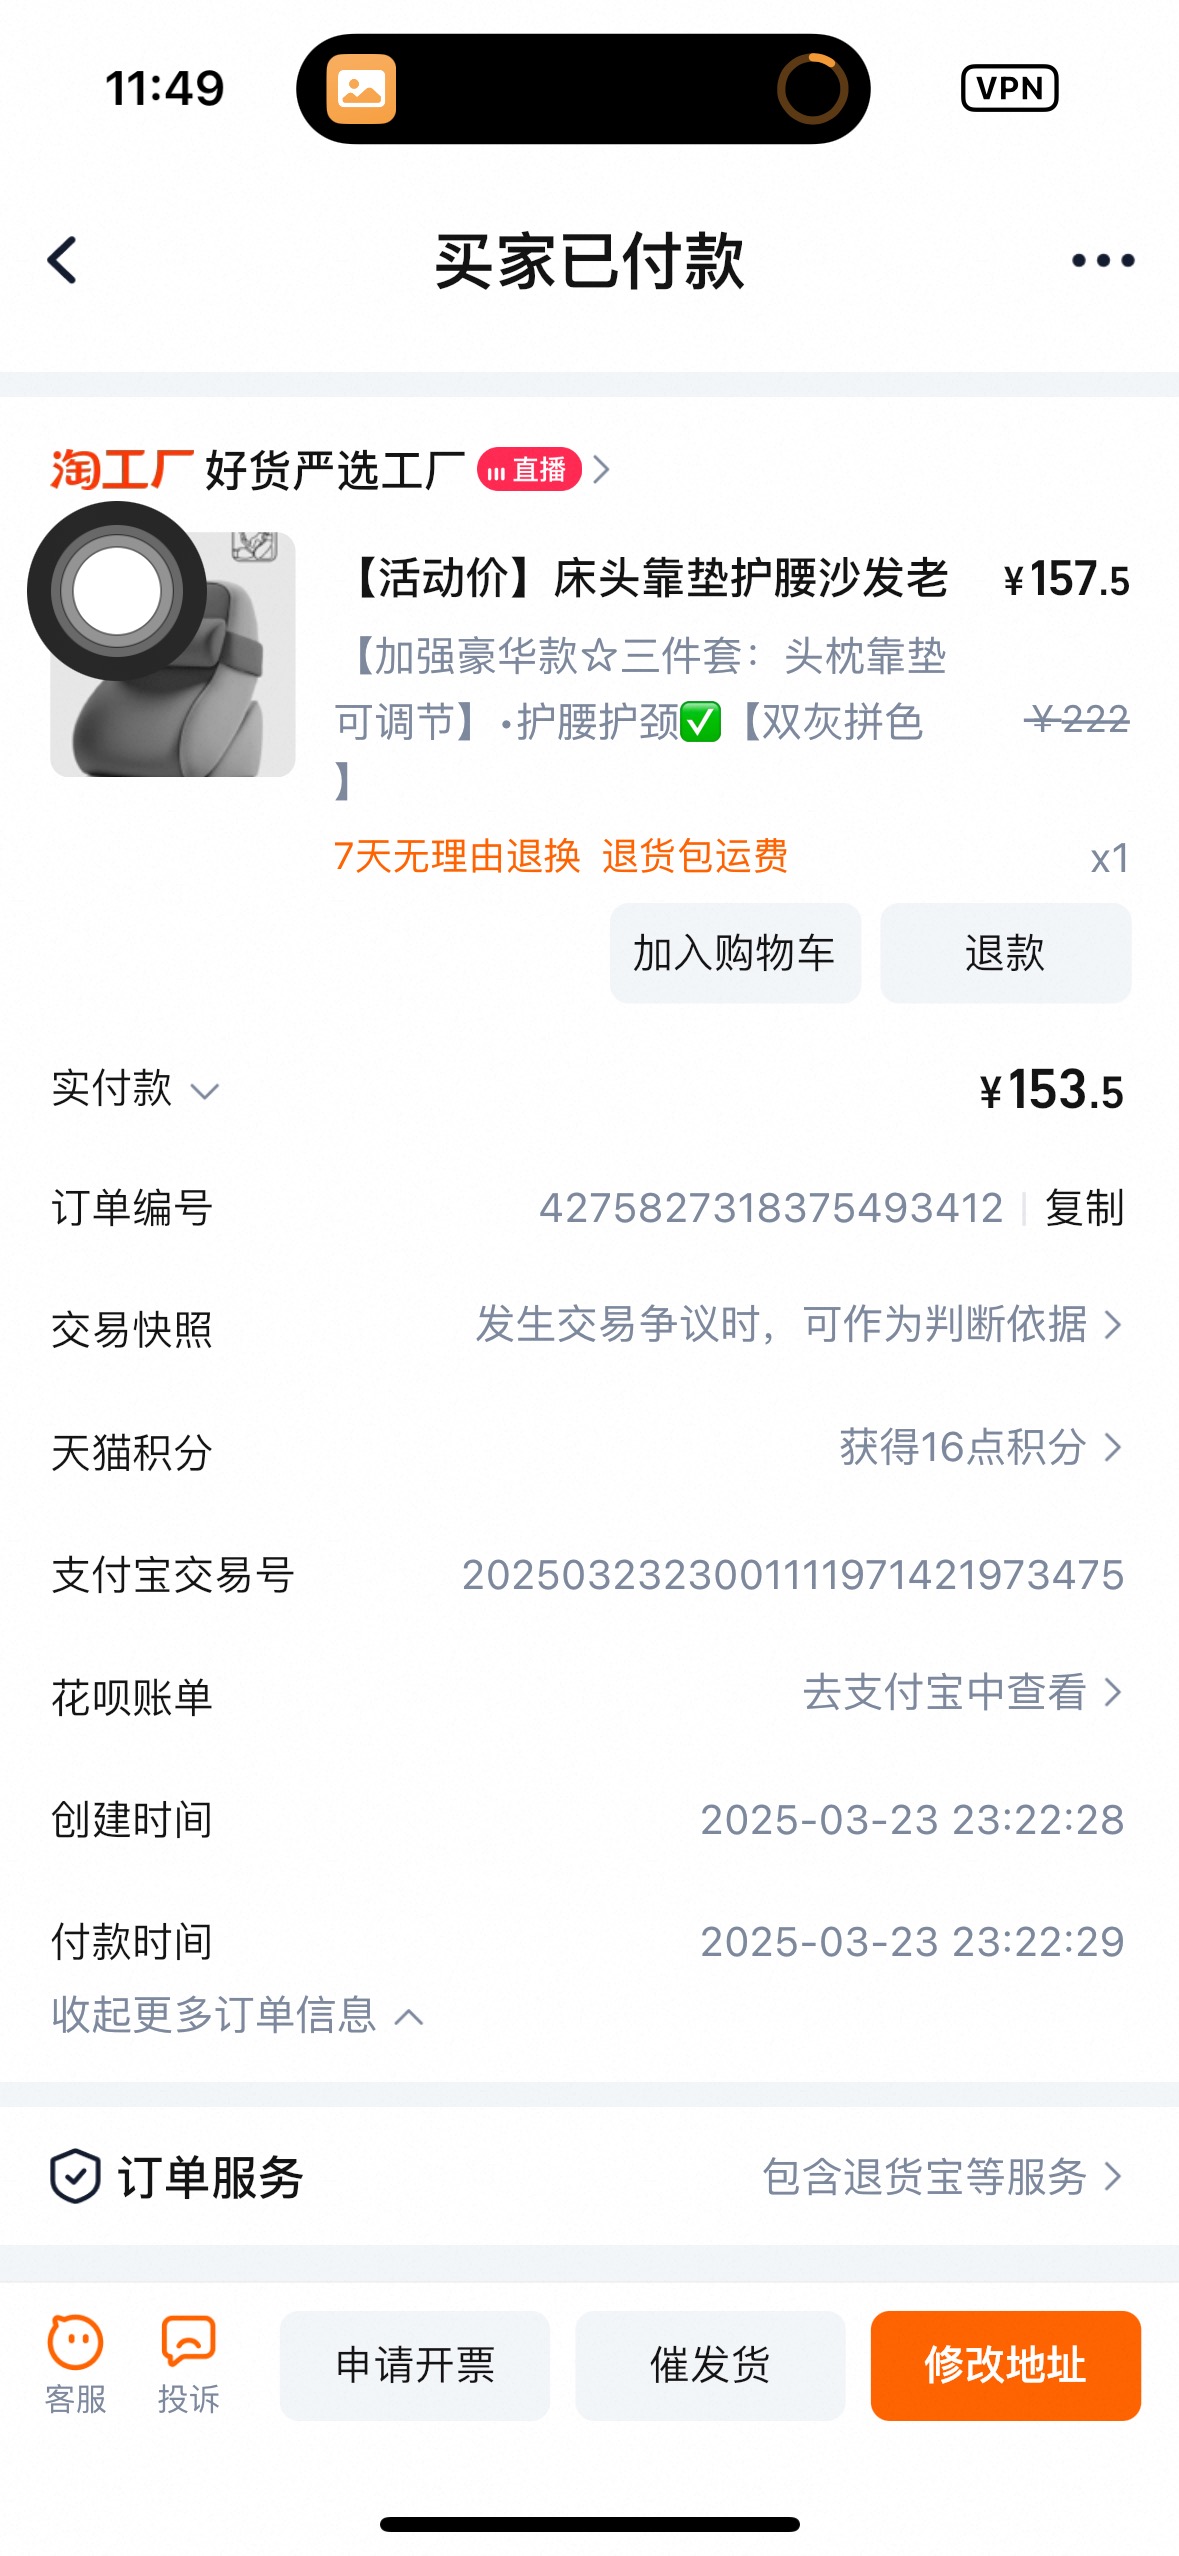 11:49
VPN
买家已付款
淘工厂 好货严选工厂 直播
【活动价】床头靠垫护腰沙发老 ¥157.5
【加强豪华款☆三件套：头枕靠垫
可调节】•护腰护颈✅【双灰拼色 ¥222
】
7天无理由退换 退货包运费 x1
加入购物车 退款
实付款 ¥153.5
订单编号 4275827318375493412 复制
交易快照 发生交易争议时，可作为判断依据
天猫积分 获得16点积分
支付宝交易号 2025032323001111971421973475
花呗账单 去支付宝中查看
创建时间 2025-03-23 23:22:28
付款时间 2025-03-23 23:22:29
收起更多订单信息
订单服务 包含退货宝等服务
客服 投诉 申请开票 催发货 修改地址